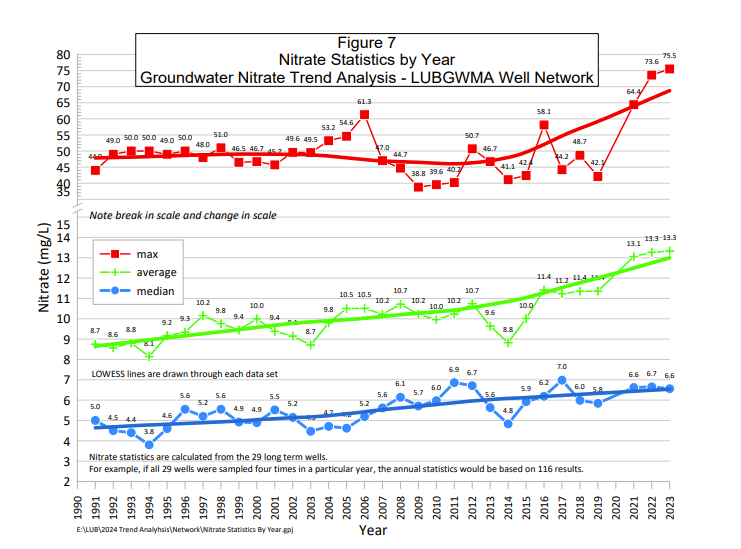 Figure 7
Nitrate Statistics by Year
Groundwater Nitrate Trend Analysis - LUBGWMA Well Network
80
75
70
65
60
55
50
45
40
35
44.0 49.0 50.0 50.0 49.0 50.0 48.0 51.0 46.5 46.7 45.7 49.6 49.5 53.2 54.6 61.3 47.0 44.7 38.8 39.6 40.2 50.7 46.7 41.1 42.4 58.1 44.2 48.7 42.1 64.4 73.6 75.5
Note break in scale and change in scale
Nitrate (mg/L)
15
14
13
12
11
10
9
8
7
6
5
4
3
2
max
average
median
8.7 8.6 8.8 8.1 9.2 9.3 10.2 9.8 9.4 10.0 9.4 8.7 9.8 10.5 10.5 10.2 10.7 10.2 10.0 10.2 10.7 9.6 8.8 10.0 11.4 11.2 11.4 13.1 13.3 13.3
LOWESS lines are drawn through each data set
5.0 4.5 4.4 3.8 4.6 5.6 5.2 5.6 4.9 4.9 5.5 5.2 4.7 5.2 5.6 6.1 5.7 6.0 6.9 6.7 5.6 4.8 5.9 6.2 7.0 6.0 5.8 6.6 6.7 6.6
Nitrate statistics are calculated from the 29 long term wells.
For example, if all 29 wells were sampled four times in a particular year, the annual statistics would be based on 116 results.
1990 1991 1992 1993 1994 1995 1996 1997 1998 1999 2000 2001 2002 2003 2004 2005 2006 2007 2008 2009 2010 2011 2012 2013 2014 2015 2016 2017 2018 2019 2020 2021 2022 2023
E:\LUB\2024 Trend Analyhsis\Network\Nitrate Statistics By Year.gpj
Year